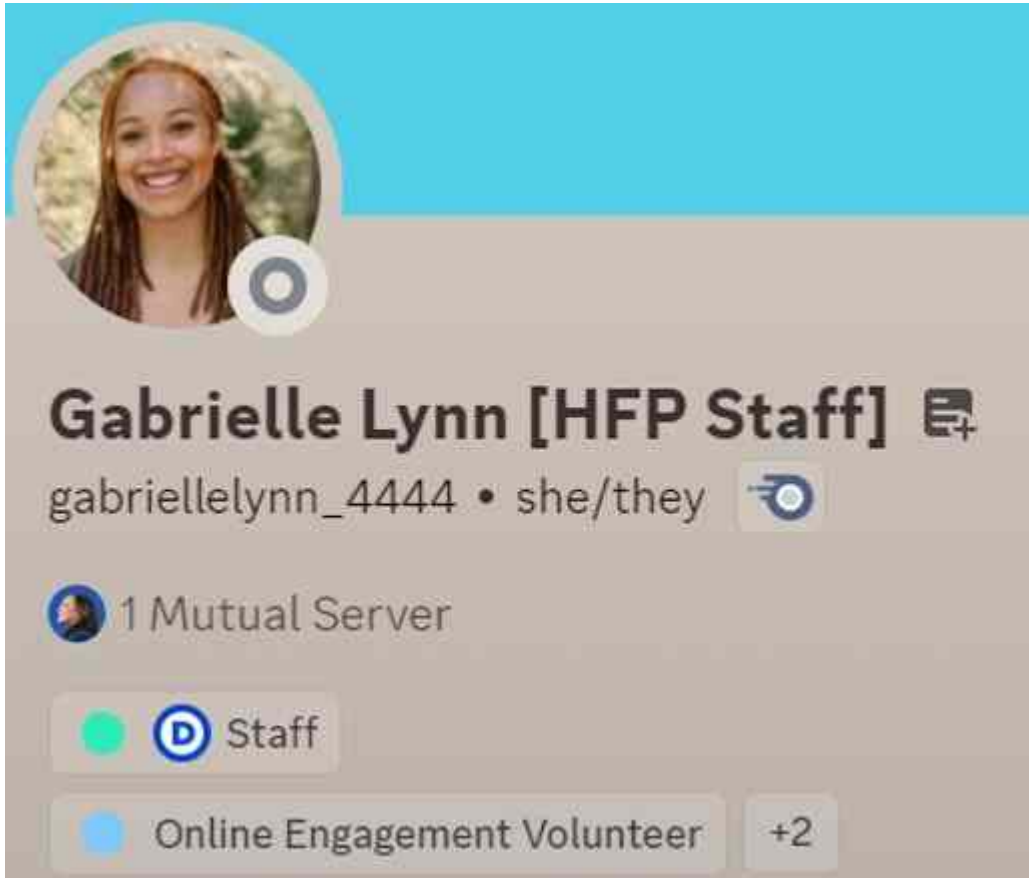 Gabrielle Lynn [HFP Staff]
gabriellelynn_4444 • she/they
1 Mutual Server
D Staff
Online Engagement Volunteer +2